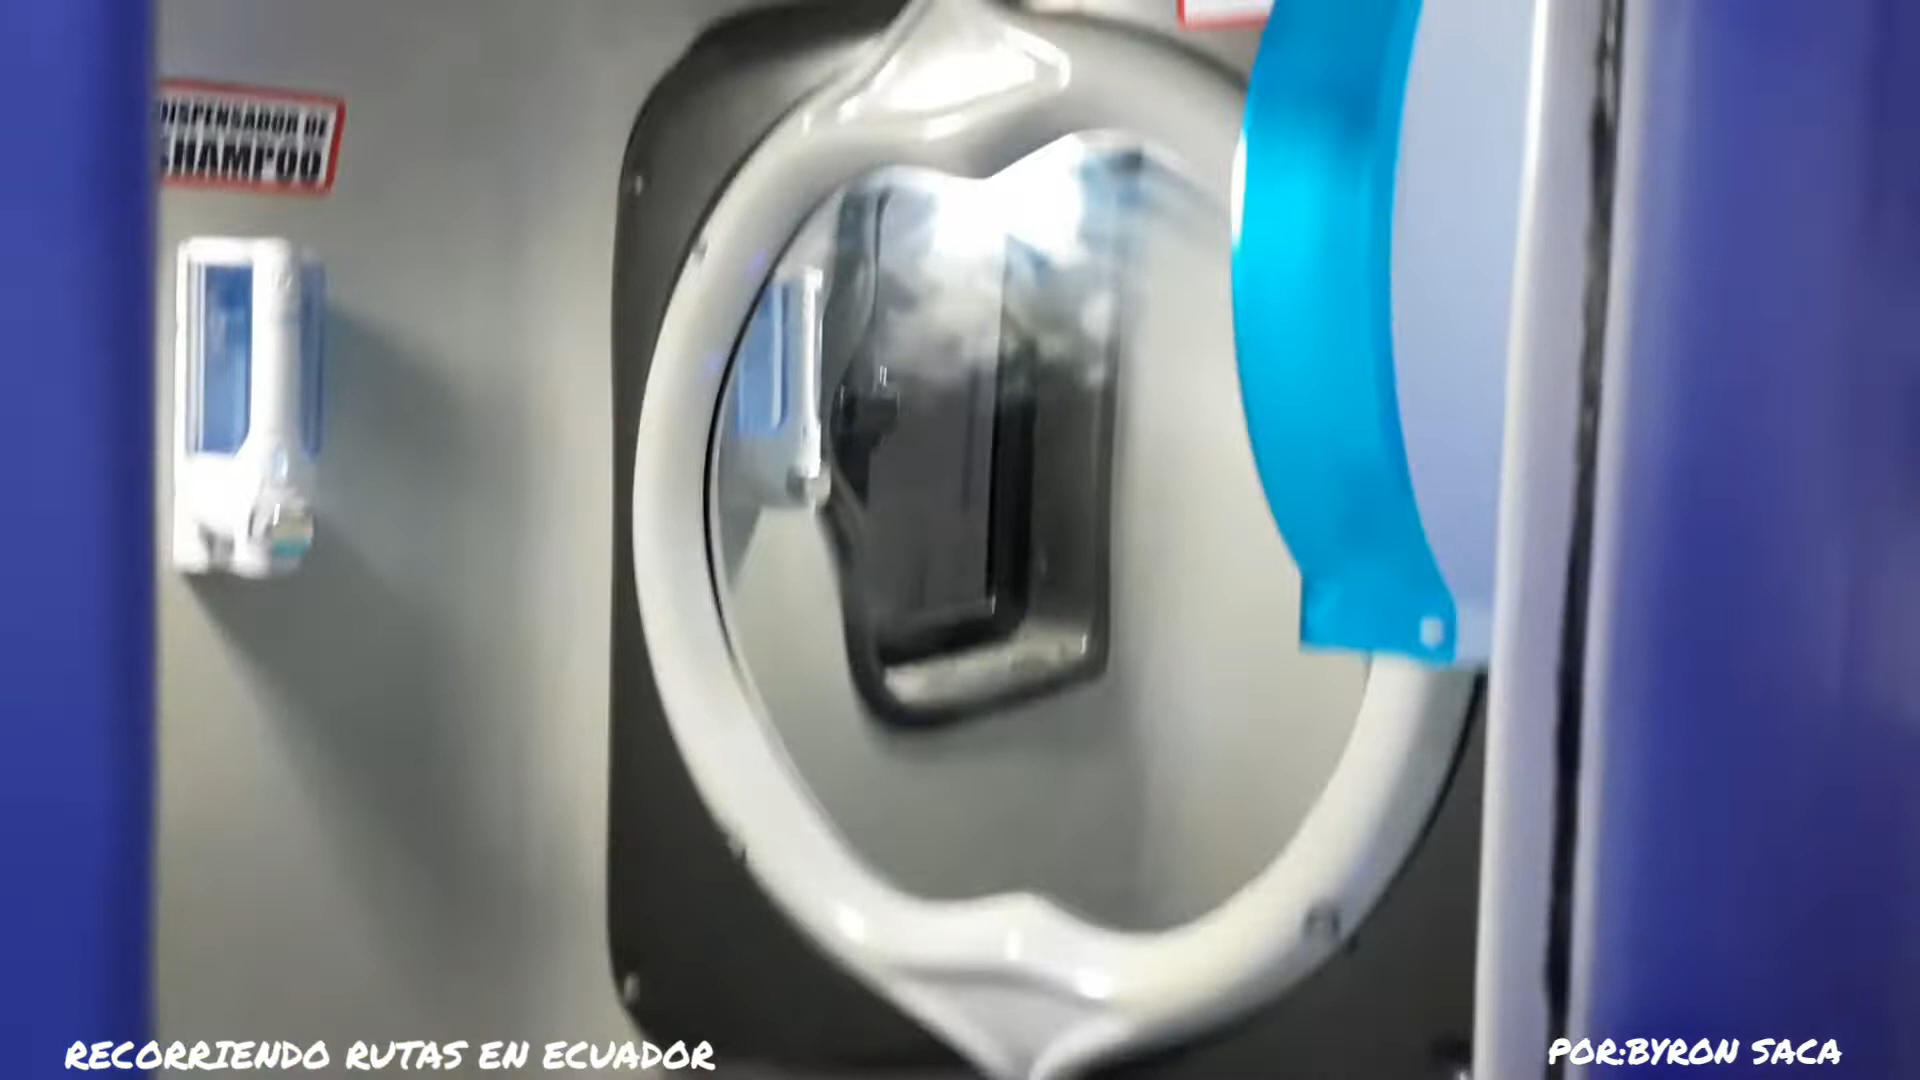 DISPENSADOR DE
SHAMPOO
RECORRIENDO RUTAS EN ECUADOR
POR:BYRON SACA